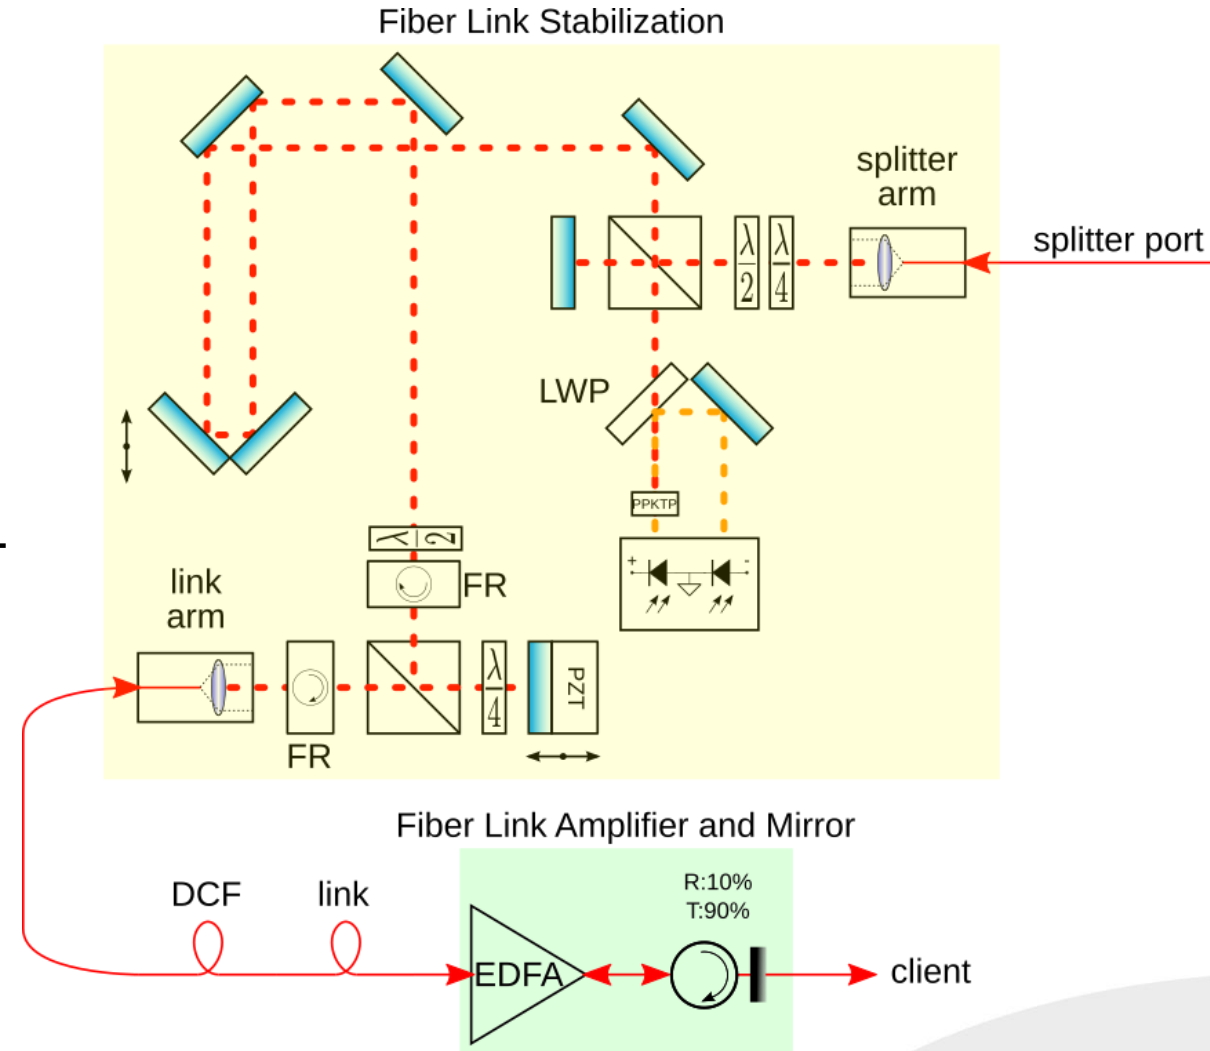 Fiber Link Stabilization
splitter
arm
splitter port
λ
2
λ
4
LWP
PPKTP
+
-
λ
2
FR
link
arm
λ
4
PZT
FR
Fiber Link Amplifier and Mirror
R:10%
T:90%
DCF
link
EDFA
client